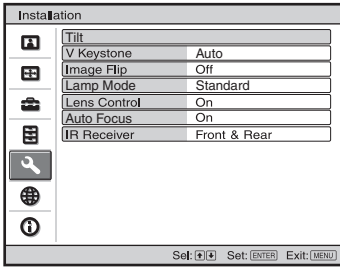 Installation
Tilt
V Keystone Auto
Image Flip Off
Lamp Mode Standard
Lens Control On
Auto Focus On
IR Receiver Front & Rear
Sel: Set: ENTER Exit: MENU